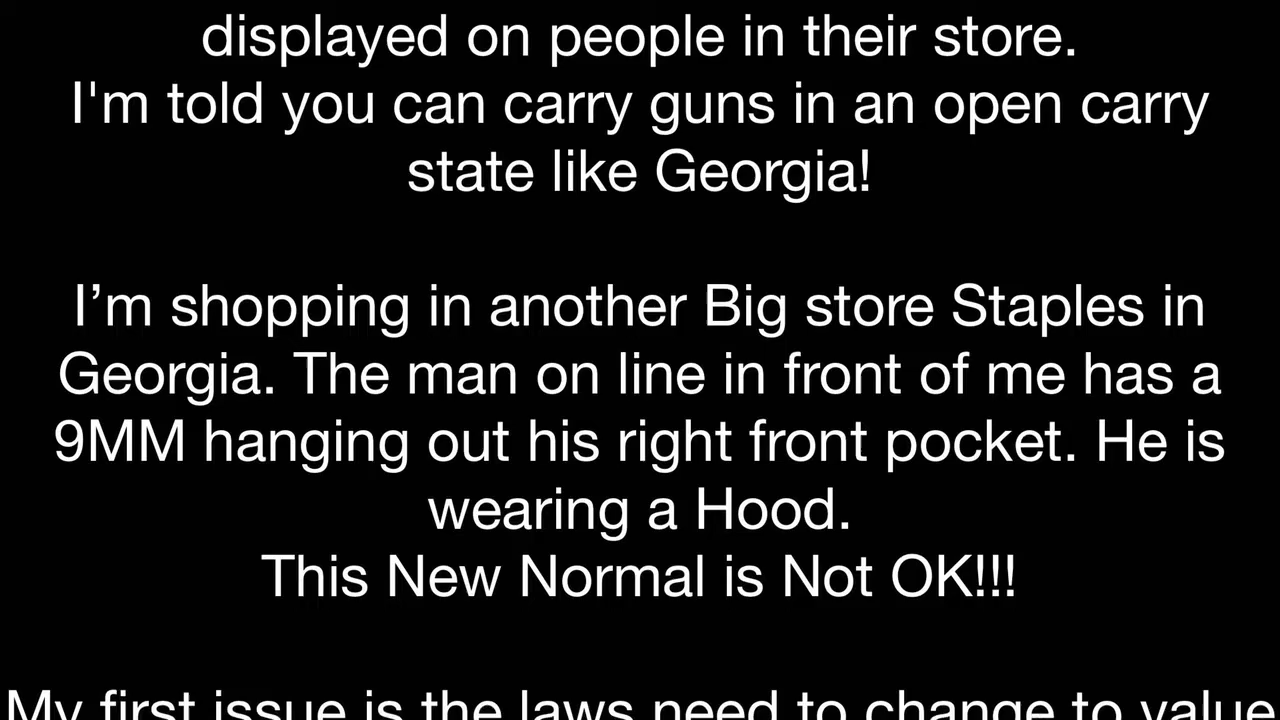 displayed on people in their store.
I'm told you can carry guns in an open carry
state like Georgia!
I’m shopping in another Big store Staples in
Georgia. The man on line in front of me has a
9MM hanging out his right front pocket. He is
wearing a Hood.
This New Normal is Not OK!!!
My first issue is the laws need to change to value